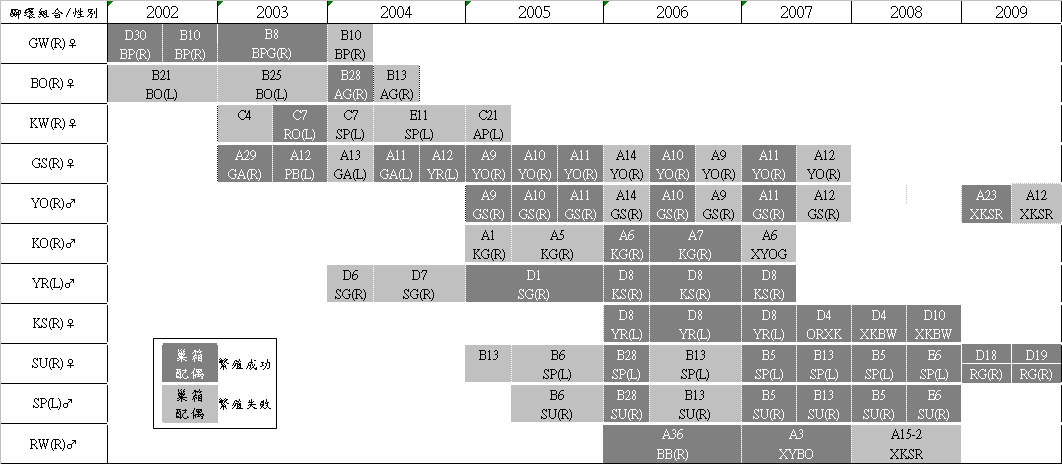 腳環組合/性別 2002 2003 2004 2005 2006 2007 2008 2009
GW(R)♀ D30 B10 B8 B10
BP(R) BP(R) BPG(R) BP(R)
BO(R)♀ B21 B25 B28 B13
BO(L) BO(L) AG(R) AG(R)
KW(R)♀ C4 C7 C7 E11 C21
RO(L) SP(L) SP(L) AP(L)
GS(R)♀ A29 A12 A13 A11 A12 A9 A10 A11 A14 A10 A9 A11 A12
GA(R) PB(L) GA(L) GA(L) YR(L) YO(R) YO(R) YO(R) YO(R) YO(R) YO(R) YO(R) YO(R)
YO(R)♂ A9 A10 A11 A14 A10 A9 A11 A12 A23 A12
GS(R) GS(R) GS(R) GS(R) GS(R) GS(R) GS(R) GS(R) XKSR XKSR
KO(R)♂ A1 A5 A6 A7 A6
KG(R) KG(R) KG(R) KG(R) XYOG
YR(L)♂ D6 D7 D1 D8 D8 D8
SG(R) SG(R) SG(R) KS(R) KS(R) KS(R)
KS(R)♀ D8 D8 D8 D4 D4 D10
YR(L) YR(L) YR(L) ORXK XKBW XKBW
SU(R)♀ B13 B6 B28 B13 B5 B13 B5 E6 D18 D19
SP(L) SP(L) SP(L) SP(L) SP(L) SP(L) SP(L) RG(R) RG(R)
SP(L)♂ B6 B28 B13 B5 B13 B5 E6
SU(R) SU(R) SU(R) SU(R) SU(R) SU(R) SU(R)
RW(R)♂ A36 A3 A15-2
BB(R) XYBO XKSR
巢箱
配偶 繁殖成功
巢箱
配偶 繁殖失敗